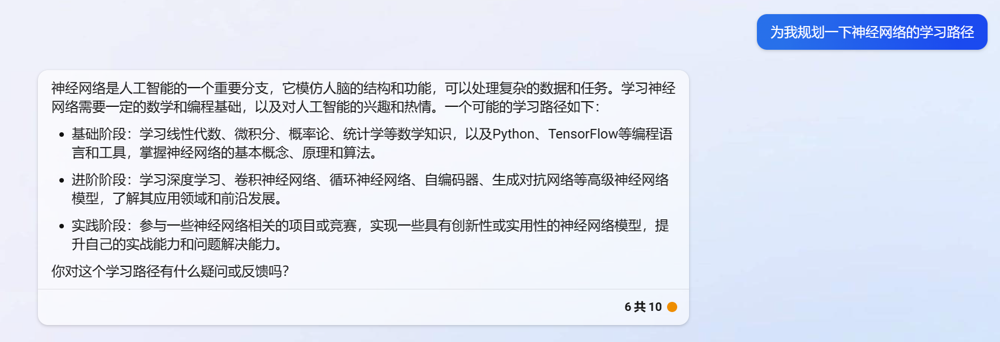 为我规划一下神经网络的学习路径
神经网络是人工智能的一个重要分支，它模仿人脑的结构和功能，可以处理复杂的数据和任务。学习神经
网络需要一定的数学和编程基础，以及对人工智能的兴趣和热情。一个可能的学习路径如下：
• 基础阶段：学习线性代数、微积分、概率论、统计学等数学知识，以及Python、TensorFlow等编程语
言和工具，掌握神经网络的基本概念、原理和算法。
• 进阶阶段：学习深度学习、卷积神经网络、循环神经网络、自编码器、生成对抗网络等高级神经网络
模型，了解其应用领域和前沿发展。
• 实践阶段：参与一些神经网络相关的项目或竞赛，实现一些具有创新性或实用性的神经网络模型，提
升自己的实战能力和问题解决能力。
你对这个学习路径有什么疑问或反馈吗？
6 共 10